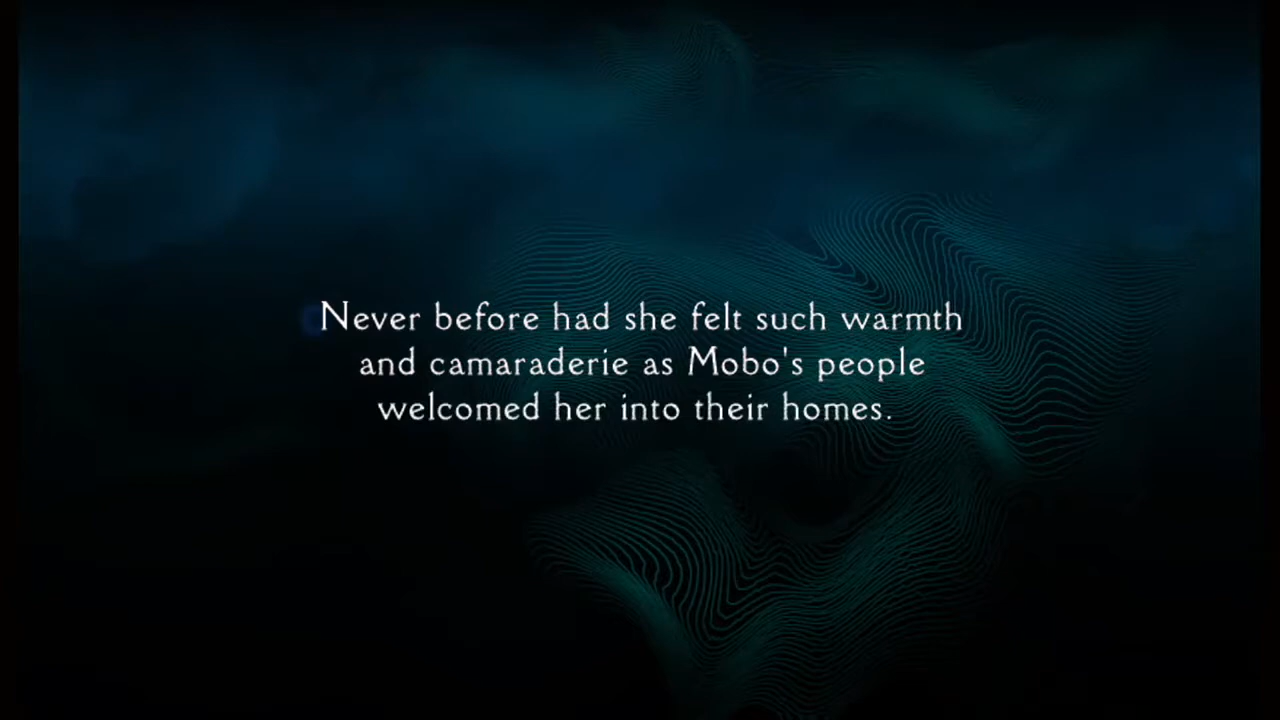 Never before had she felt such warmth
and camaraderie as Mobo's people
welcomed her into their homes.